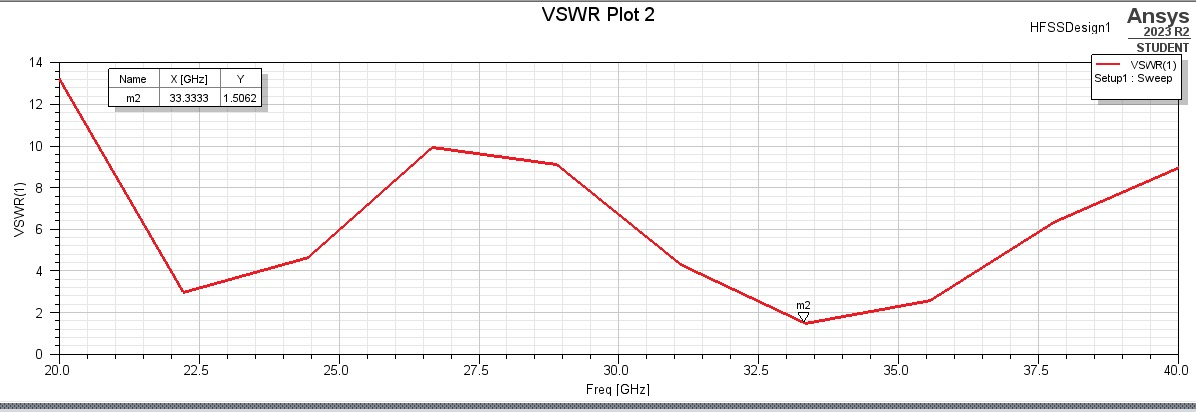 VSWR Plot 2
HFSSDesign1
Ansys
2023 R2
STUDENT
VSWR(1)
Setup1 : Sweep
Name X [GHz] Y
m2 33.3333 1.5062
14
12
10
8
6
4
2
0
VSWR(1)
m2
20.0 22.5 25.0 27.5 30.0 32.5 35.0 37.5 40.0
Freq [GHz]